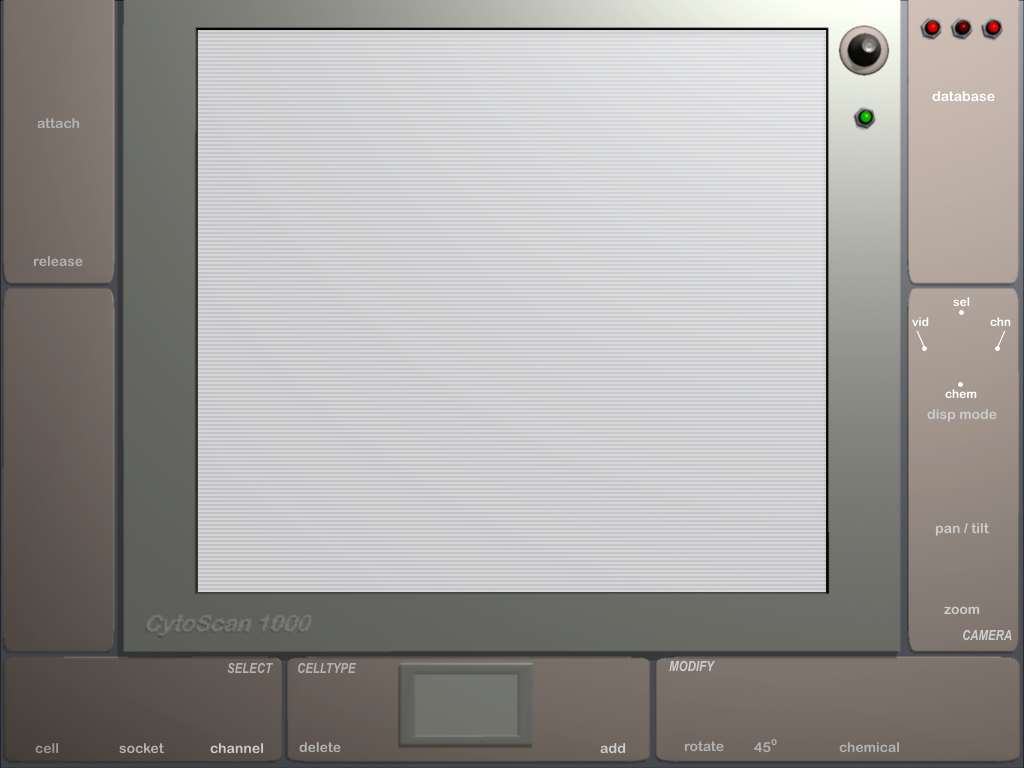 attach
release
database
sel
vid
chn
chem
disp mode
pan / tilt
zoom
CAMERA
CytoScan 1000
SELECT
cell
socket
channel
CELLTYPE
delete
add
MODIFY
rotate
45°
chemical